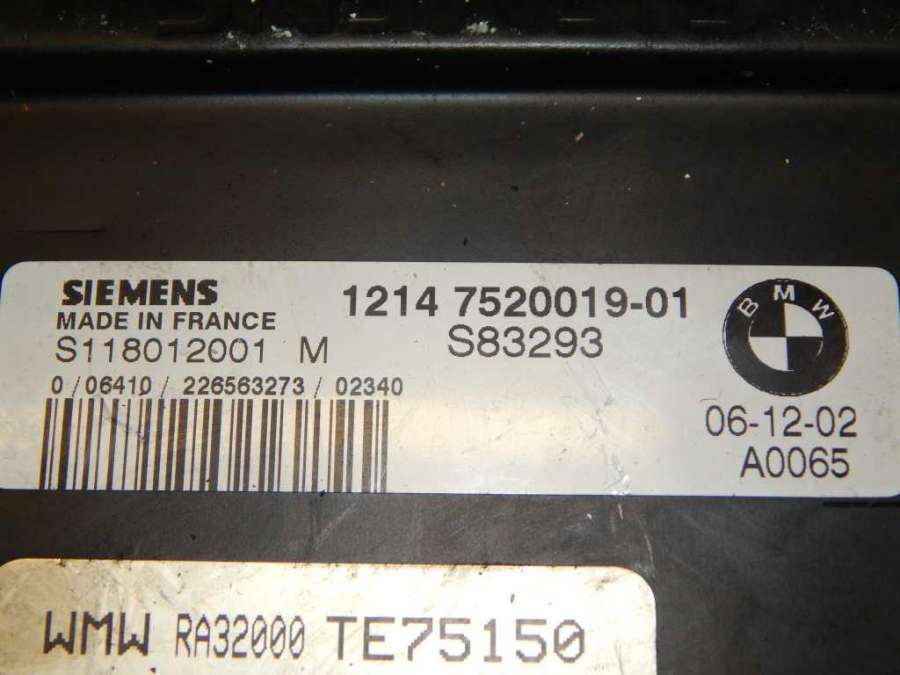 SIEMENS
MADE IN FRANCE
S118012001 M
0 / 06410 / 226563273 / 02340
1214 7520019-01
S83293
BMW
06-12-02
A0065
WMW RA32000 TE75150